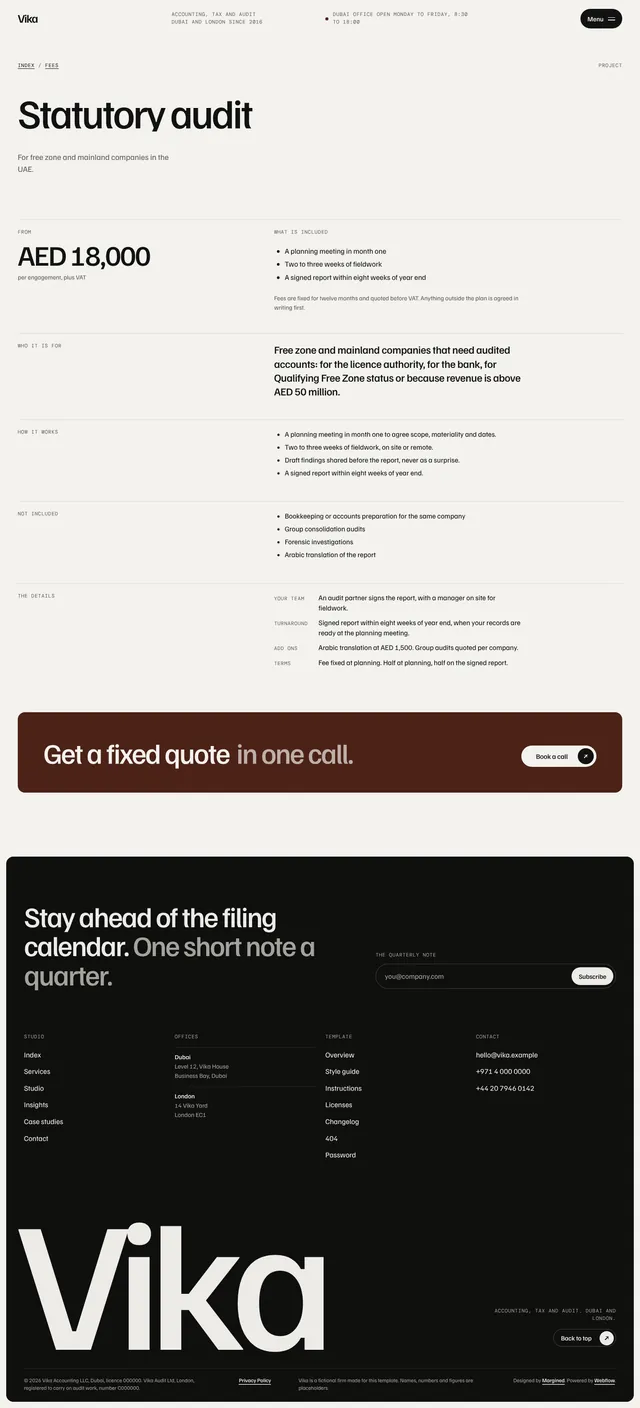 Vika
ACCOUNTING, TAX AND AUDIT
DUBAI AND LONDON SINCE 2016
DUBAI OFFICE OPEN MONDAY TO FRIDAY, 8:30
TO 18:00
Menu
INDEX / FEES
PROJECT
Statutory audit
For free zone and mainland companies in the
UAE.
FROM
AED 18,000
per engagement, plus VAT
WHAT IS INCLUDED
A planning meeting in month one
Two to three weeks of fieldwork
A signed report within eight weeks of year end
Fees are fixed for twelve months and quoted before VAT. Anything outside the plan is agreed in
writing first.
WHO IT IS FOR
Free zone and mainland companies that need audited
accounts: for the licence authority, for the bank, for
Qualifying Free Zone status or because revenue is above
AED 50 million.
HOW IT WORKS
A planning meeting in month one to agree scope, materiality and dates.
Two to three weeks of fieldwork, on site or remote.
Draft findings shared before the report, never as a surprise.
A signed report within eight weeks of year end.
NOT INCLUDED
Bookkeeping or accounts preparation for the same company
Group consolidation audits
Forensic investigations
Arabic translation of the report
THE DETAILS
YOUR TEAM
An audit partner signs the report, with a manager on site for
fieldwork.
TURNAROUND
Signed report within eight weeks of year end, when your records are
ready at the planning meeting.
ADD ONS
Arabic translation at AED 1,500. Group audits quoted per company.
TERMS
Fee fixed at planning. Half at planning, half on the signed report.
Get a fixed quote in one call.
Book a call
Stay ahead of the filing
calendar. One short note a
quarter.
THE QUARTERLY NOTE
you@company.com
Subscribe
STUDIO
Index
Services
Studio
Insights
Case studies
Contact
OFFICES
Dubai
Level 12, Vika House
Business Bay, Dubai
London
14 Vika Yard
London EC1
TEMPLATE
Overview
Style guide
Instructions
Licenses
Changelog
404
Password
CONTACT
hello@vika.example
+971 4 000 0000
+44 20 7946 0142
Vika
ACCOUNTING, TAX AND AUDIT. DUBAI AND
LONDON.
Back to top
© 2026 Vika Accounting LLC, Dubai, licence 000000. Vika Audit Ltd, London,
registered to carry on audit work, number C000000.
Privacy Policy
Vika is a fictional firm made for this template. Names, numbers and figures are
placeholders
Designed by Margined. Powered by Webflow.